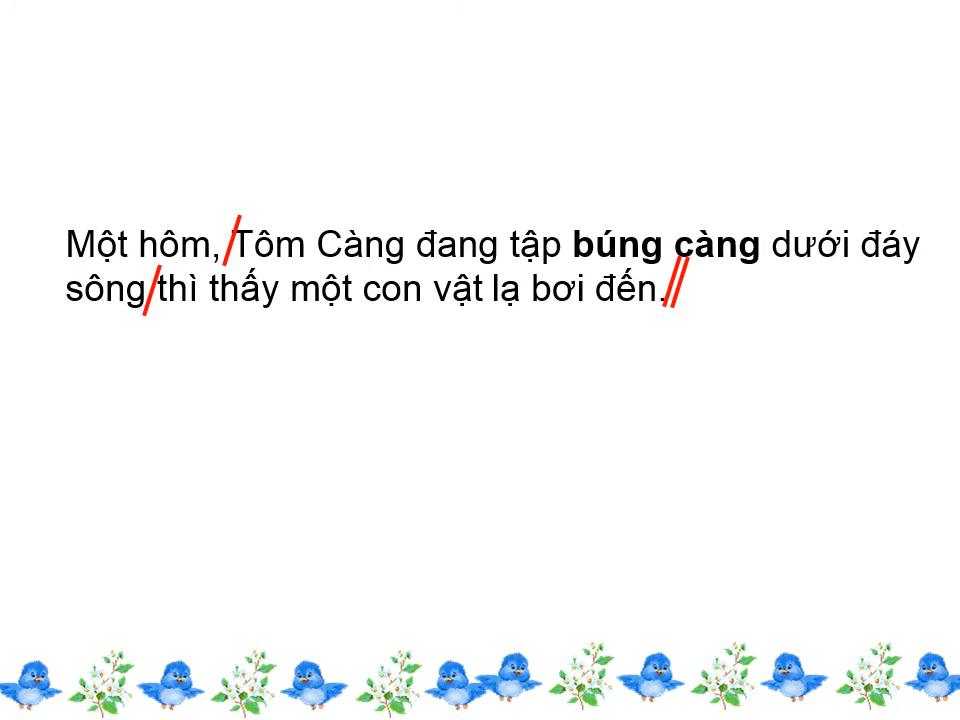 Một hôm, Tôm Càng đang tập búng càng dưới đáy
sông thì thấy một con vật lạ bơi đến.